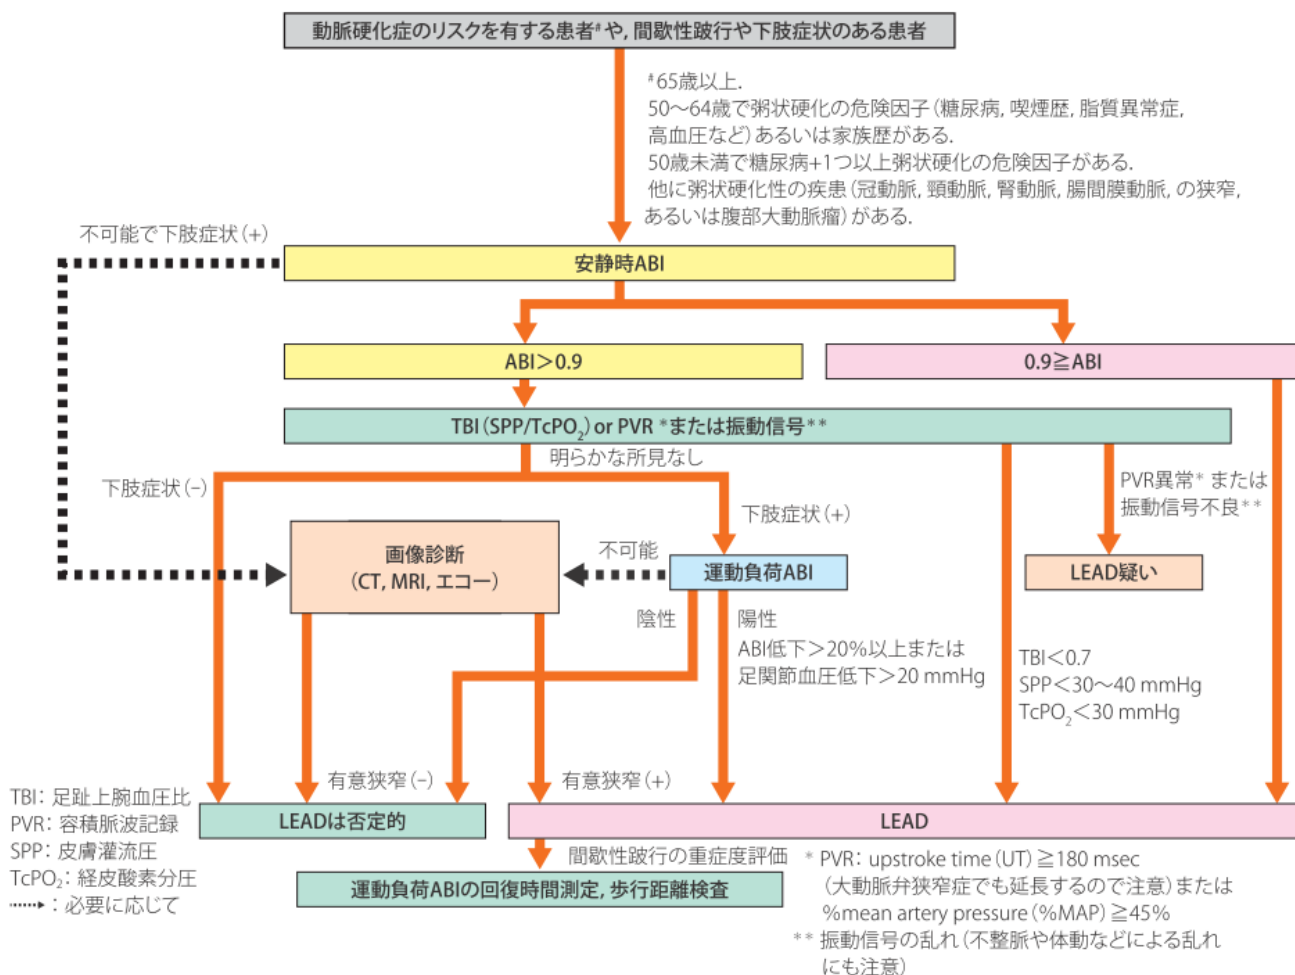 動脈硬化症のリスクを有する患者#や, 間歇性跛行や下肢症状のある患者
#65歳以上.
50〜64歳で粥状硬化の危険因子(糖尿病, 喫煙歴, 脂質異常症,
高血圧など)あるいは家族歴がある.
50歳未満で糖尿病+1つ以上粥状硬化の危険因子がある.
他に粥状硬化性の疾患(冠動脈, 頸動脈, 腎動脈, 腸間膜動脈, の狭窄,
あるいは腹部大動脈瘤)がある.
不可能で下肢症状(+)
安静時ABI
ABI>0.9
0.9≧ABI
TBI(SPP/TcPO₂) or PVR *または振動信号**
明らかな所見なし
下肢症状(−)
下肢症状(+)
PVR異常* または
振動信号不良**
画像診断
(CT, MRI, エコー)
不可能
運動負荷ABI
LEAD疑い
陰性
陽性
ABI低下>20%以上または
足関節血圧低下>20 mmHg
TBI<0.7
SPP<30〜40 mmHg
TcPO₂<30 mmHg
有意狭窄(−)
有意狭窄(+)
LEADは否定的
LEAD
間歇性跛行の重症度評価
運動負荷ABIの回復時間測定, 歩行距離検査
TBI: 足趾上腕血圧比
PVR: 容積脈波記録
SPP: 皮膚灌流圧
TcPO₂: 経皮酸素分圧
: 必要に応じて
* PVR: upstroke time (UT) ≧180 msec
(大動脈弁狭窄症でも延長するので注意)または
%mean artery pressure (%MAP) ≧45%
** 振動信号の乱れ(不整脈や体動などによる乱れ
にも注意)